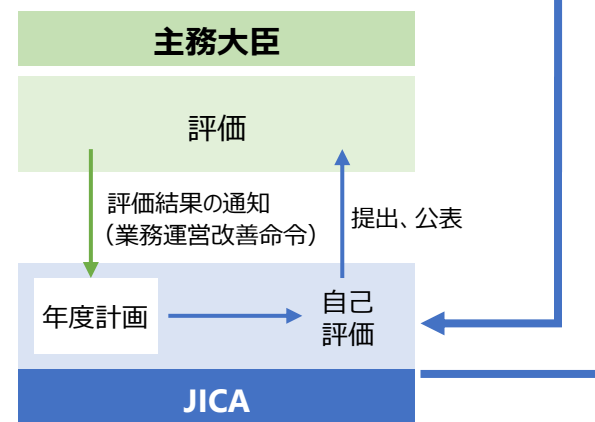 主務大臣
評価
評価結果の通知
（業務運営改善命令）
提出、公表
年度計画
自己
評価
JICA